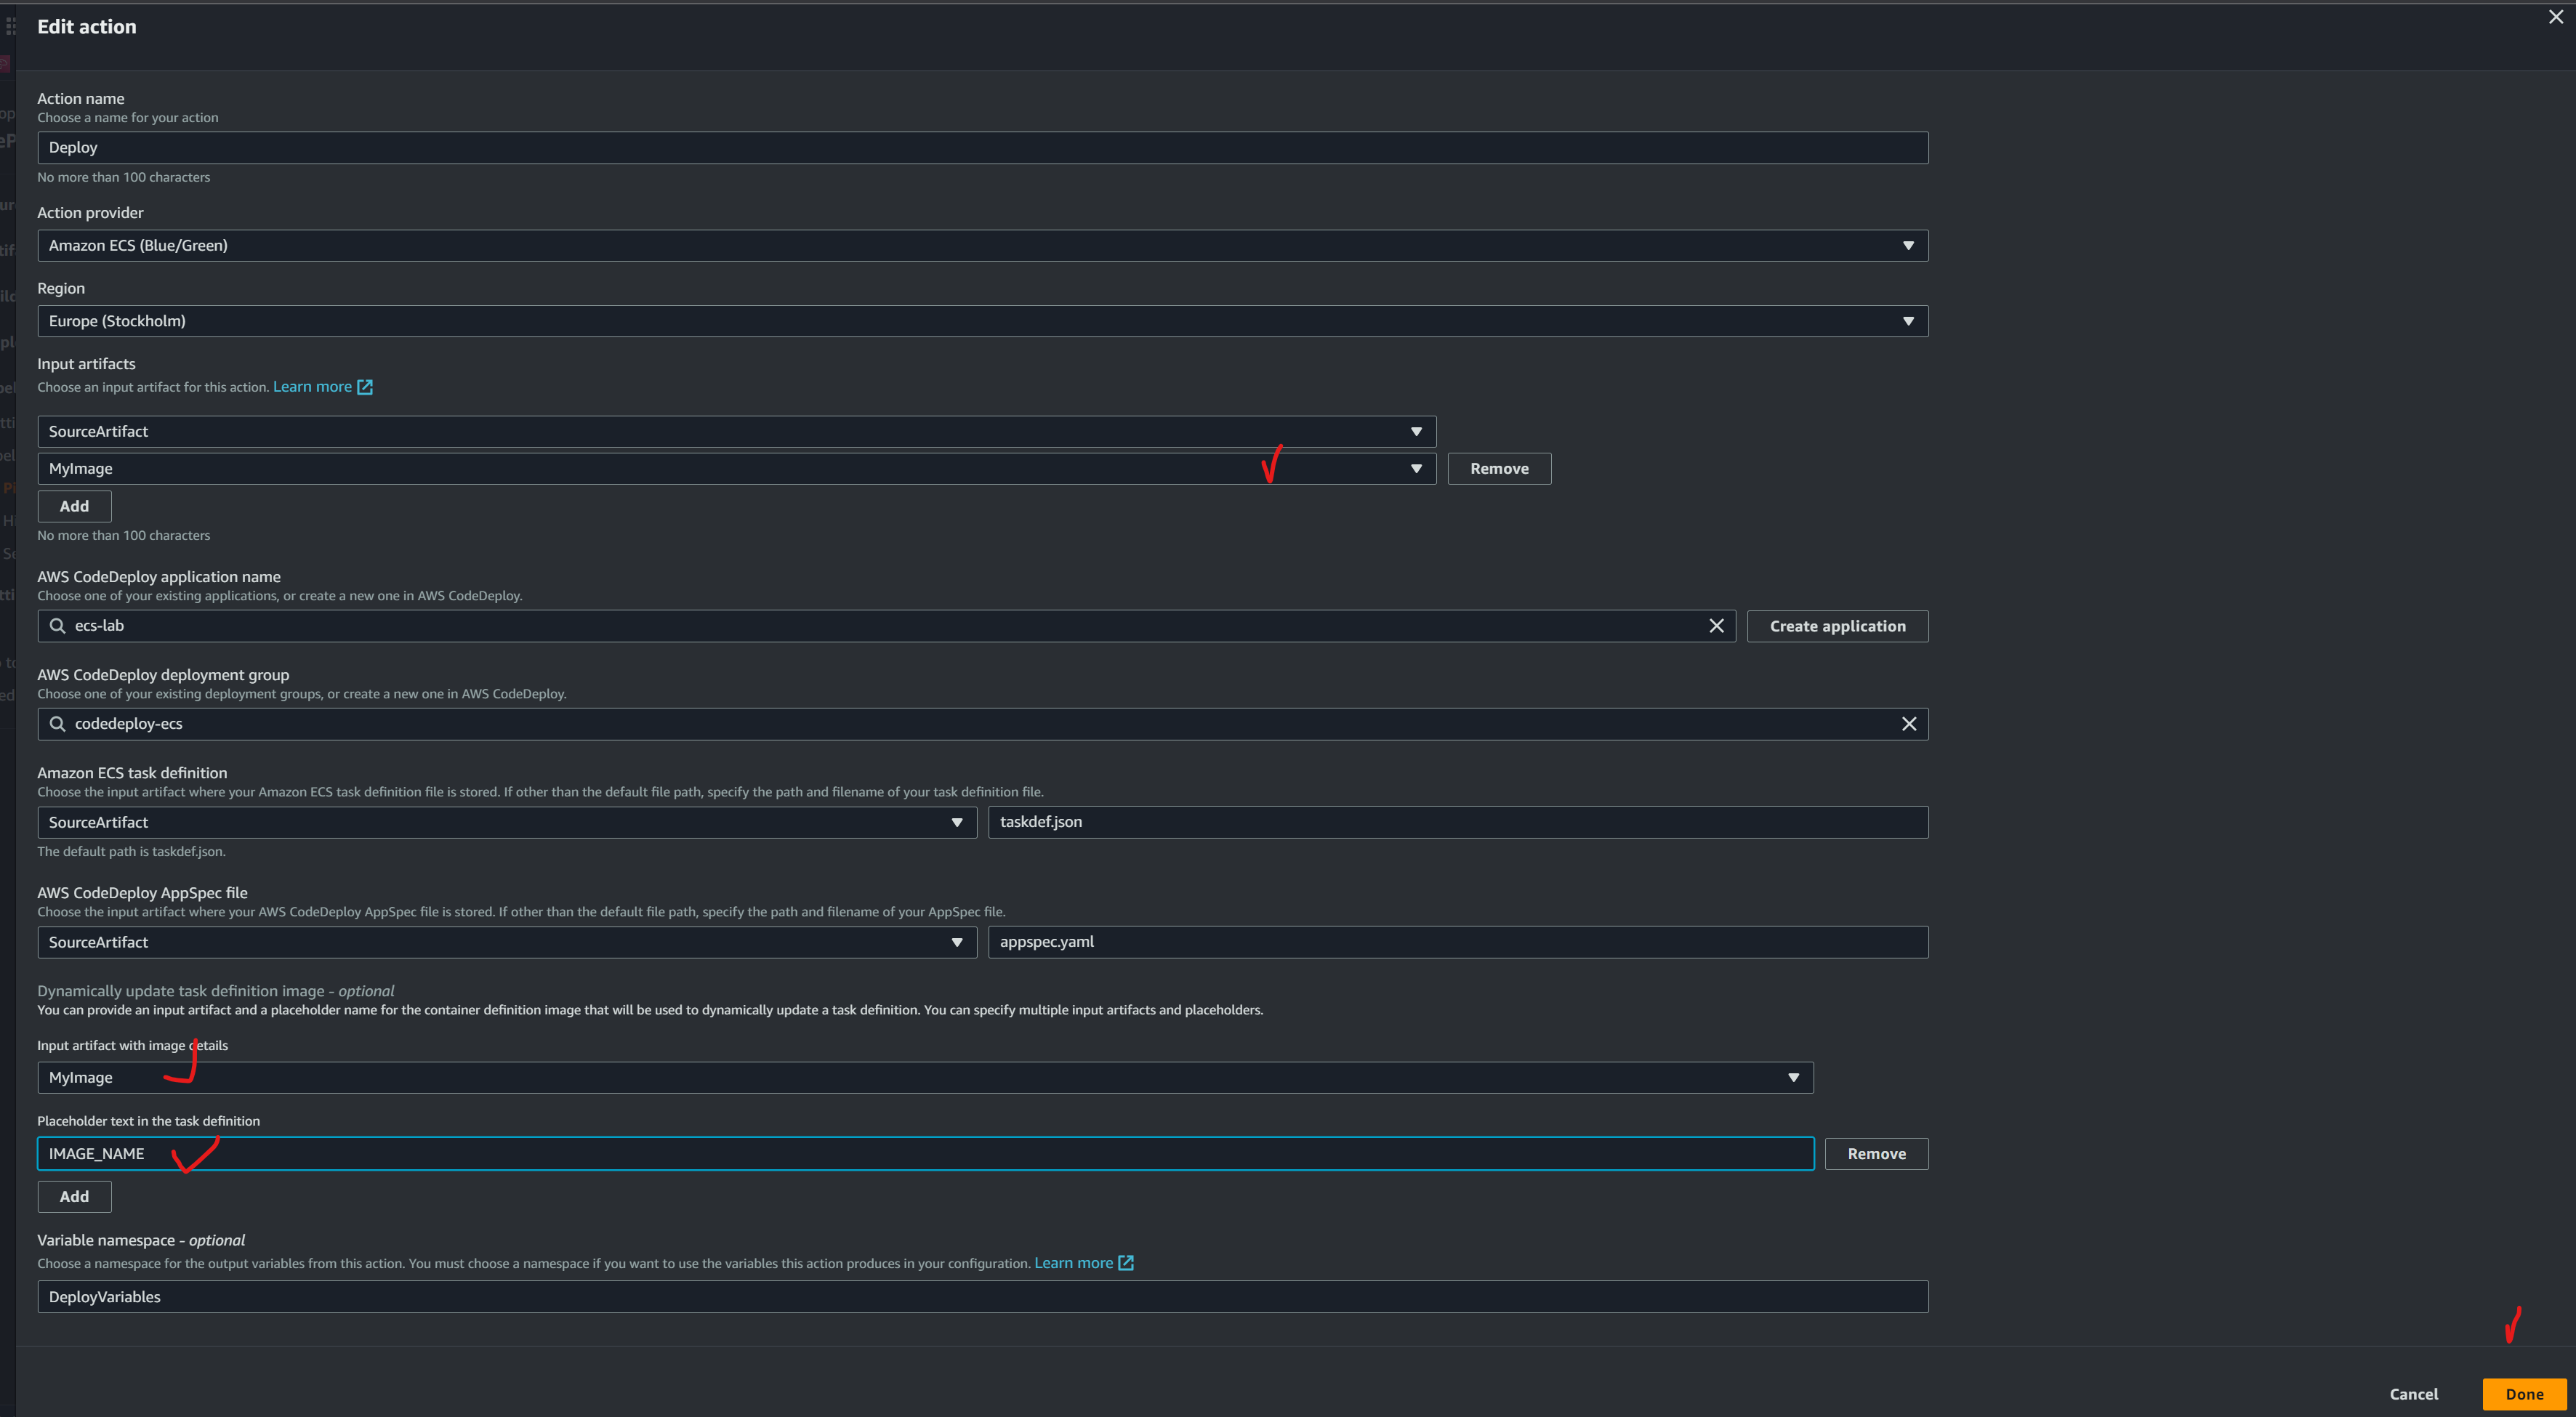 Edit action
Action name
Choose a name for your action
Deploy
No more than 100 characters
Action provider
Amazon ECS (Blue/Green)
Region
Europe (Stockholm)
Input artifacts
Choose an input artifact for this action. Learn more
SourceArtifact
MyImage
Remove
Add
No more than 100 characters
AWS CodeDeploy application name
Choose one of your existing applications, or create a new one in AWS CodeDeploy.
ecs-lab
Create application
AWS CodeDeploy deployment group
Choose one of your existing deployment groups, or create a new one in AWS CodeDeploy.
codedeploy-ecs
Amazon ECS task definition
Choose the input artifact where your Amazon ECS task definition file is stored. If other than the default file path, specify the path and filename of your task definition file.
SourceArtifact
taskdef.json
The default path is taskdef.json.
AWS CodeDeploy AppSpec file
Choose the input artifact where your AWS CodeDeploy AppSpec file is stored. If other than the default file path, specify the path and filename of your AppSpec file.
SourceArtifact
appspec.yaml
Dynamically update task definition image - optional
You can provide an input artifact and a placeholder name for the container definition image that will be used to dynamically update a task definition. You can specify multiple input artifacts and placeholders.
Input artifact with image details
MyImage
Placeholder text in the task definition
IMAGE_NAME
Remove
Add
Variable namespace - optional
Choose a namespace for the output variables from this action. You must choose a namespace if you want to use the variables this action produces in your configuration. Learn more
DeployVariables
Cancel
Done